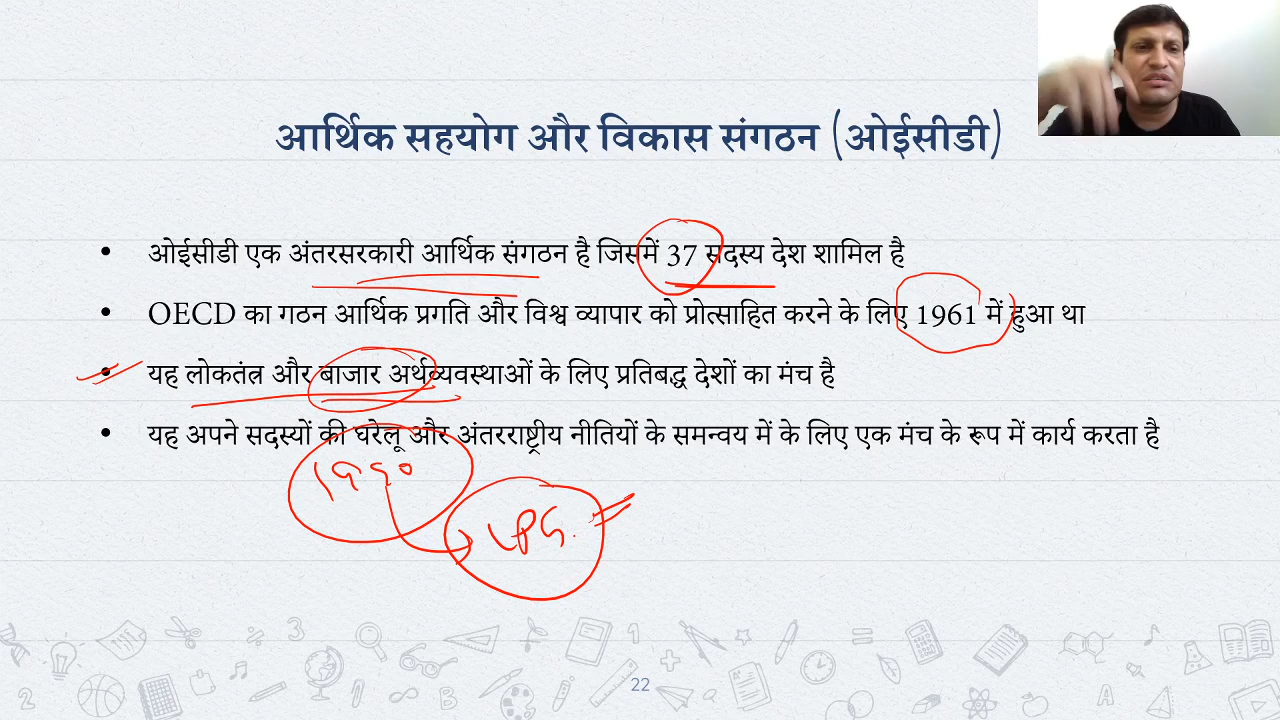 आर्थिक सहयोग और विकास संगठन (ओईसीडी)
• ओईसीडी एक अंतरसरकारी आर्थिक संगठन है जिसमें 37 सदस्य देश शामिल है
• OECD का गठन आर्थिक प्रगति और विश्व व्यापार को प्रोत्साहित करने के लिए 1961 में हुआ था
• यह लोकतंत्र और बाजार अर्थव्यवस्थाओं के लिए प्रतिबद्ध देशों का मंच है
• यह अपने सदस्यों की घरेलू और अंतरराष्ट्रीय नीतियों के समन्वय में के लिए एक मंच के रूप में कार्य करता है
1990
LPG.
22